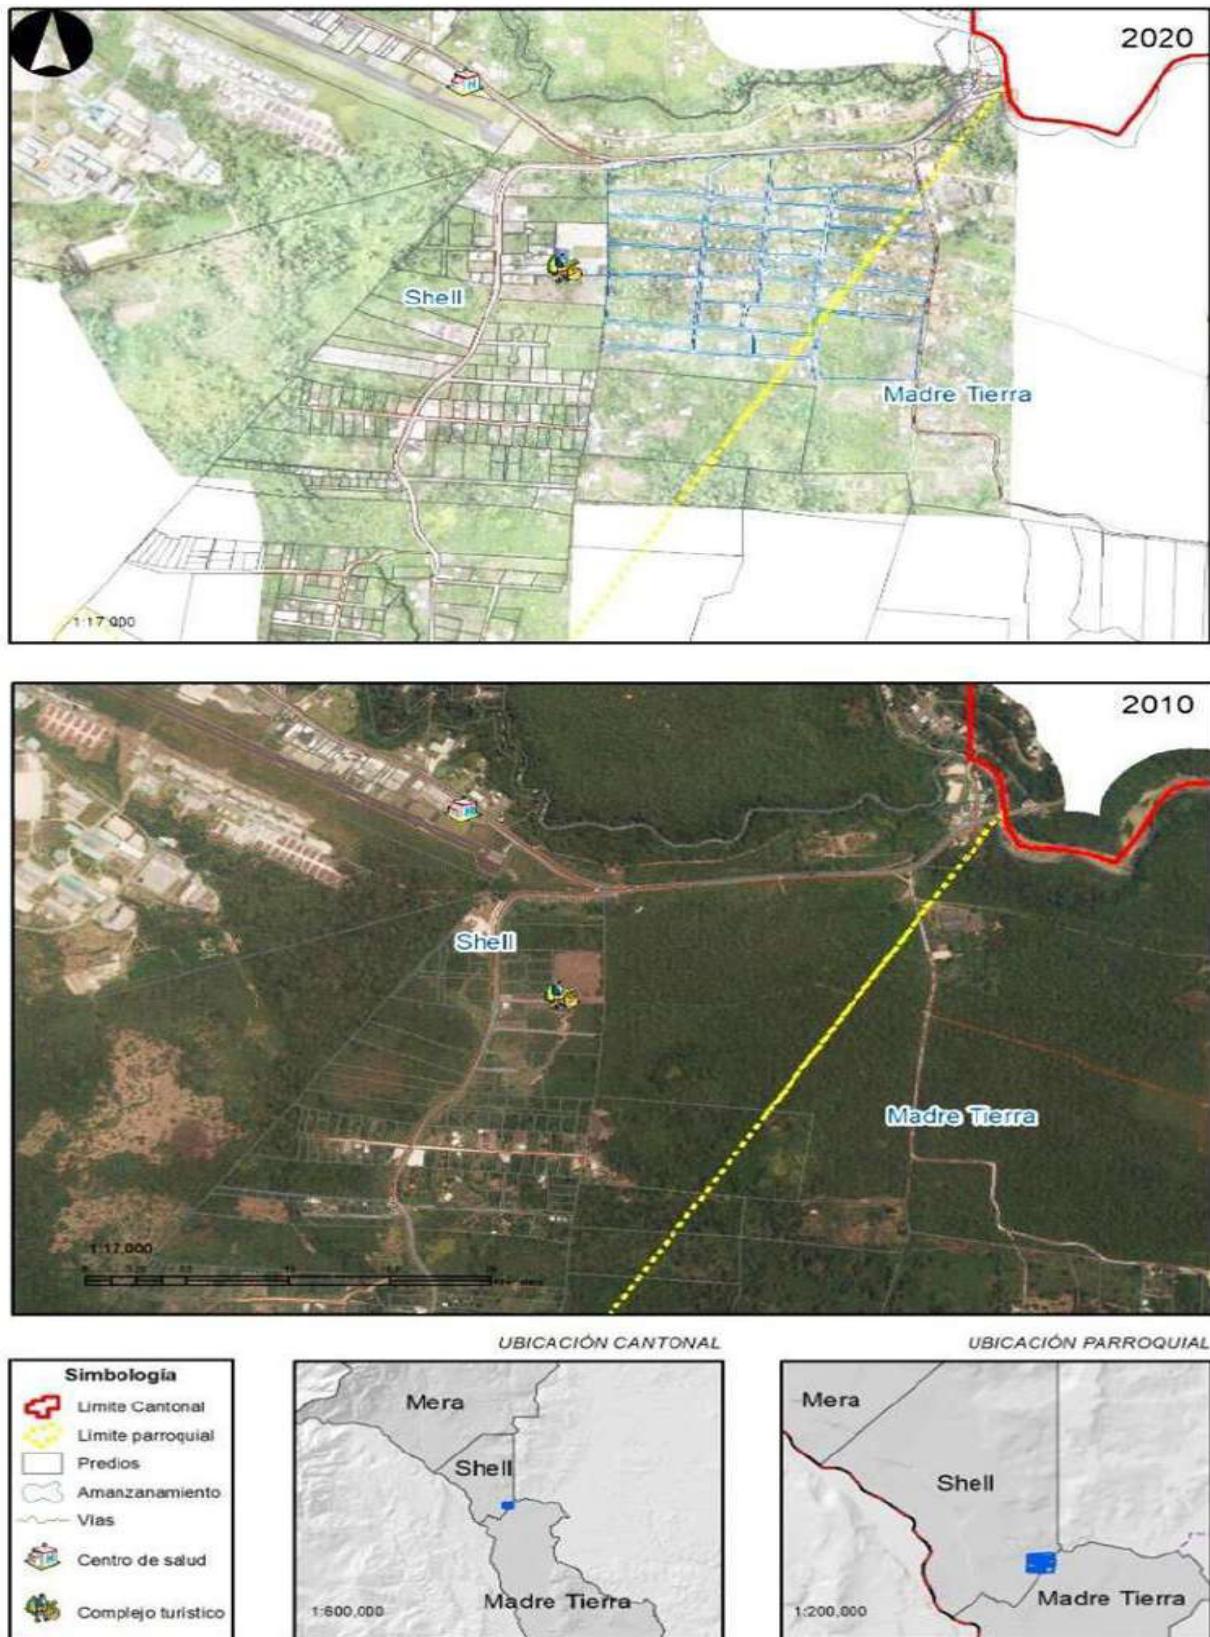 2020
Shell
Madre Tierra
1:17,000
2010
Shell
Madre Tierra
1:17,000
UBICACIÓN CANTONAL
UBICACIÓN PARROQUIAL
Simbología
Limite Cantonal
Limite parroquial
Predios
Amanzanamiento
Vias
Centro de salud
Complejo turístico
Mera
Shell
Madre Tierra
1:600,000
Mera
Shell
Madre Tierra
1:200,000